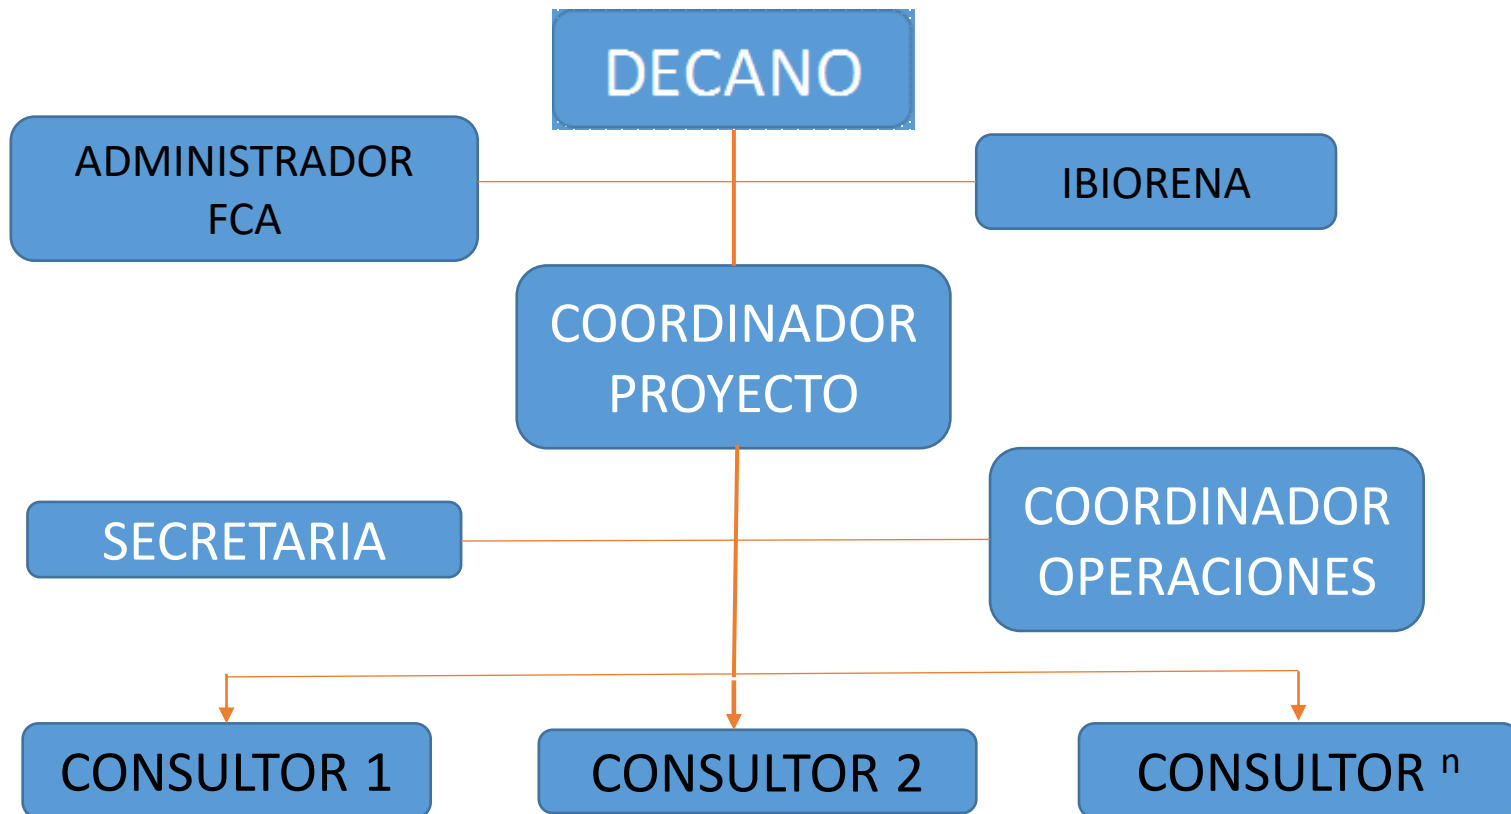 DECANO
ADMINISTRADOR
FCA
IBIORENA
COORDINADOR
PROYECTO
SECRETARIA
COORDINADOR
OPERACIONES
CONSULTOR 1
CONSULTOR 2
CONSULTOR ⁿ